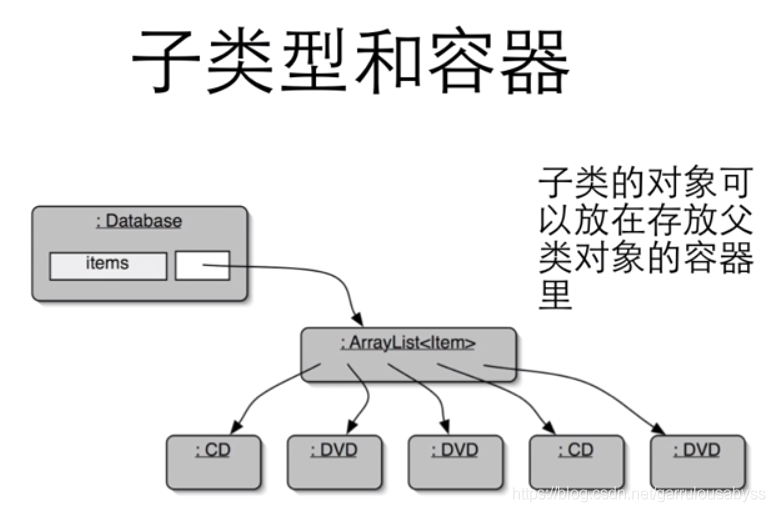 子类型和容器
子类的对象可
以放在存放父
类对象的容器
里
: Database
items
: ArrayList<Item>
: CD
: DVD
: DVD
: CD
: DVD
https://blog.csdn.net/garrulousabyss